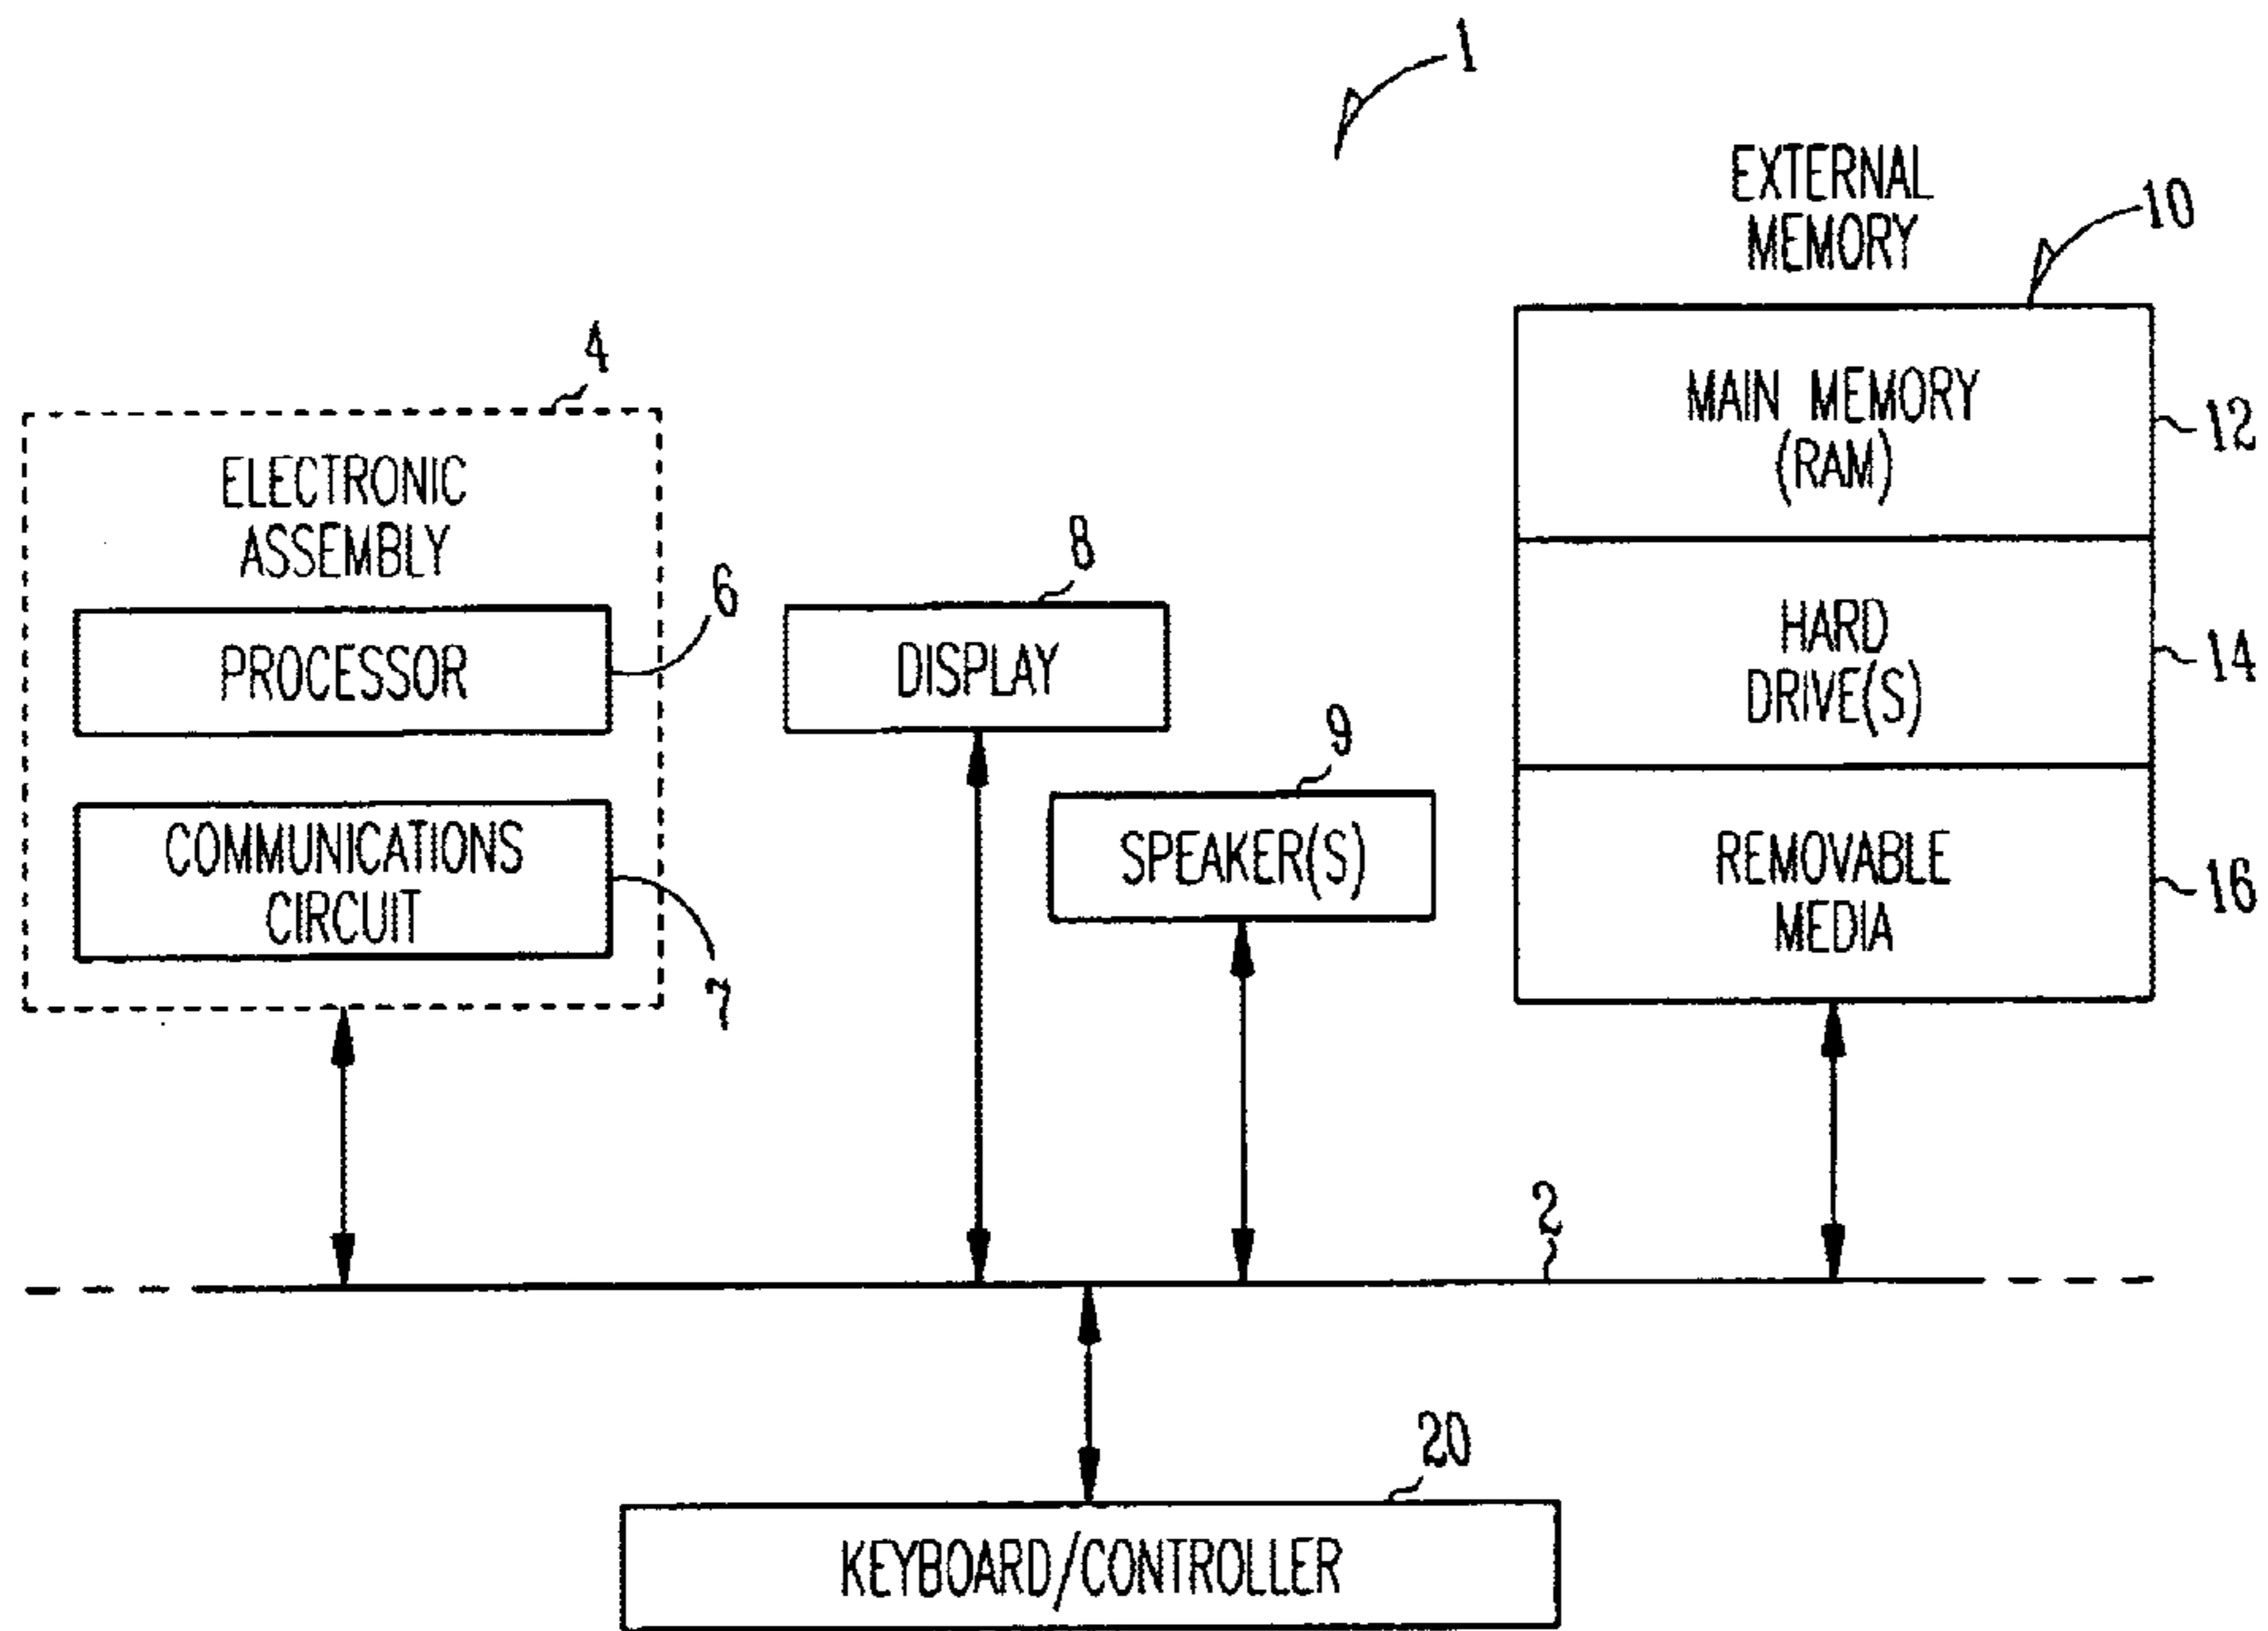 1
EXTERNAL
MEMORY
10
MAIN MEMORY
(RAM)
12
HARD
DRIVE(S)
14
REMOVABLE
MEDIA
16
4
ELECTRONIC
ASSEMBLY
PROCESSOR
6
COMMUNICATIONS
CIRCUIT
7
8
DISPLAY
9
SPEAKER(S)
2
20
KEYBOARD/CONTROLLER